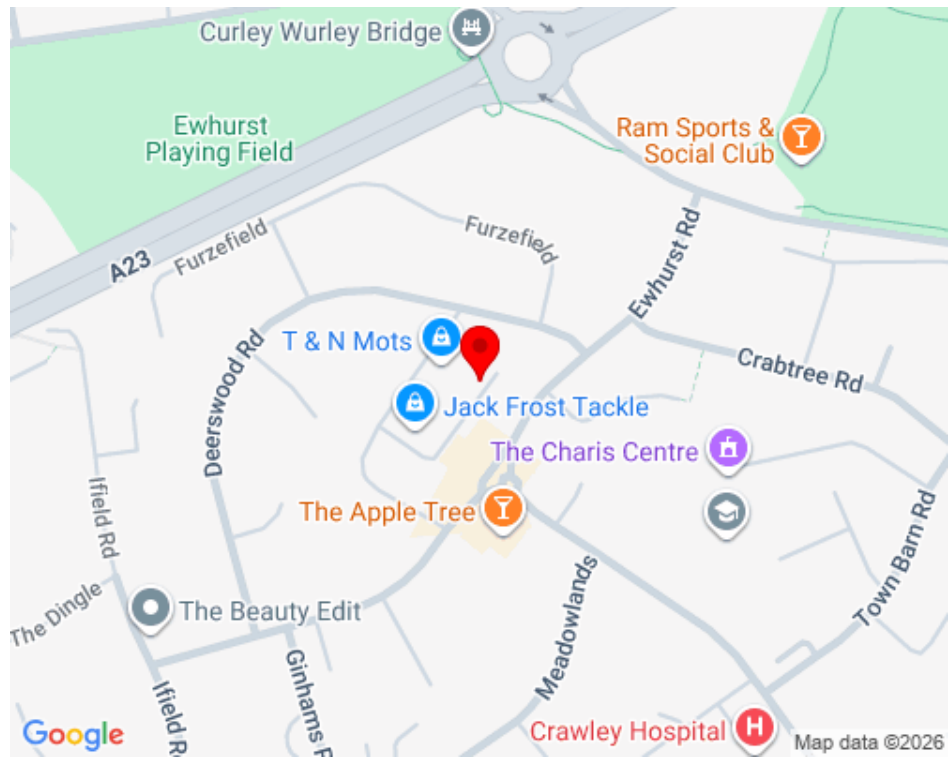 Curley Wurley Bridge
Ewhurst
Playing Field
Ram Sports &
Social Club
A23
Furzefield
Furzefield
Ewhurst Rd
Deerswood Rd
T & N Mots
Crabtree Rd
Jack Frost Tackle
The Charis Centre
Ifield Rd
The Apple Tree
Town Barn Rd
The Dingle
The Beauty Edit
Meadowlands
Ginhams R
Ifield R
Crawley Hospital
H
Google
Map data ©2026